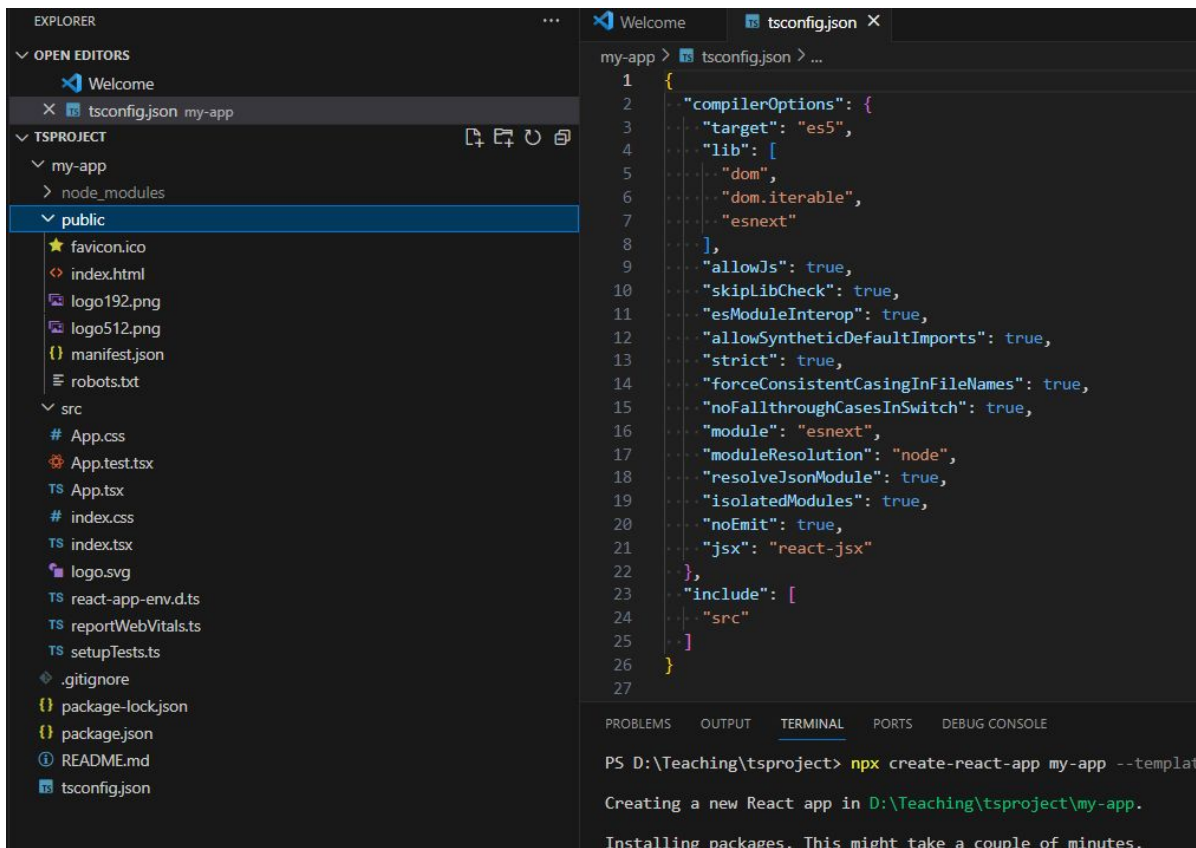 EXPLORER
OPEN EDITORS
Welcome
tsconfig.json my-app
TSPROJECT
my-app
node_modules
public
favicon.ico
index.html
logo192.png
logo512.png
{} manifest.json
robots.txt
src
# App.css
App.test.tsx
TS App.tsx
# index.css
TS index.tsx
logo.svg
TS react-app-env.d.ts
TS reportWebVitals.ts
TS setupTests.ts
.gitignore
{} package-lock.json
{} package.json
README.md
tsconfig.json
Welcome
tsconfig.json
my-app > tsconfig.json > ...
1 {
2 "compilerOptions": {
3 "target": "es5",
4 "lib": [
5 "dom",
6 "dom.iterable",
7 "esnext"
8 ],
9 "allowJs": true,
10 "skipLibCheck": true,
11 "esModuleInterop": true,
12 "allowSyntheticDefaultImports": true,
13 "strict": true,
14 "forceConsistentCasingInFileNames": true,
15 "noFallthroughCasesInSwitch": true,
16 "module": "esnext",
17 "moduleResolution": "node",
18 "resolveJsonModule": true,
19 "isolatedModules": true,
20 "noEmit": true,
21 "jsx": "react-jsx"
22 },
23 "include": [
24 "src"
25 ]
26 }
27
PROBLEMS OUTPUT TERMINAL PORTS DEBUG CONSOLE
PS D:\Teaching\tsproject> npx create-react-app my-app --templat
Creating a new React app in D:\Teaching\tsproject\my-app.
Installing packages. This might take a couple of minutes.